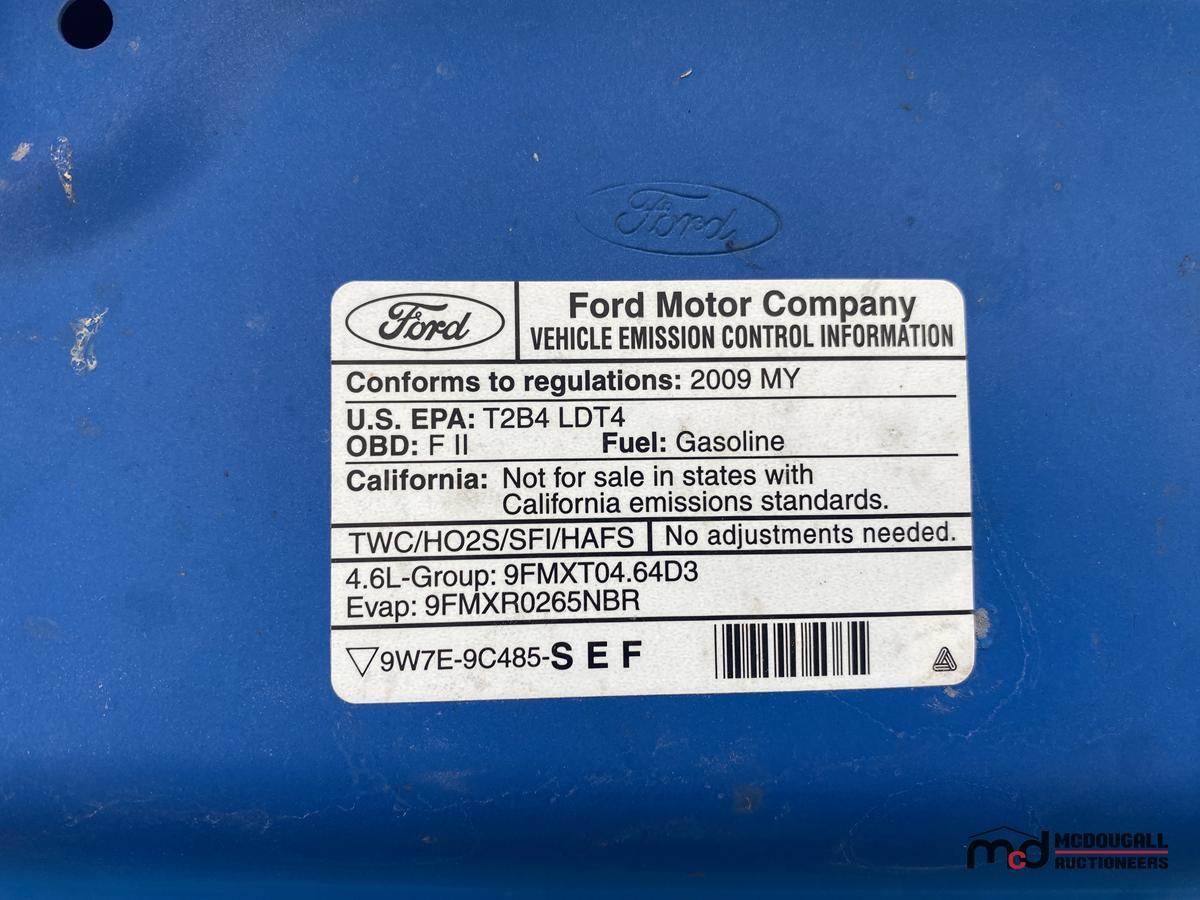 Ford
Ford
Ford Motor Company
VEHICLE EMISSION CONTROL INFORMATION
Conforms to regulations: 2009 MY
U.S. EPA: T2B4 LDT4
OBD: F II Fuel: Gasoline
California: Not for sale in states with
California emissions standards.
TWC/HO2S/SFI/HAFS No adjustments needed.
4.6L-Group: 9FMXT04.64D3
Evap: 9FMXR0265NBR
9W7E-9C485-S E F
mcd MCDOUGALL
AUCTIONEERS